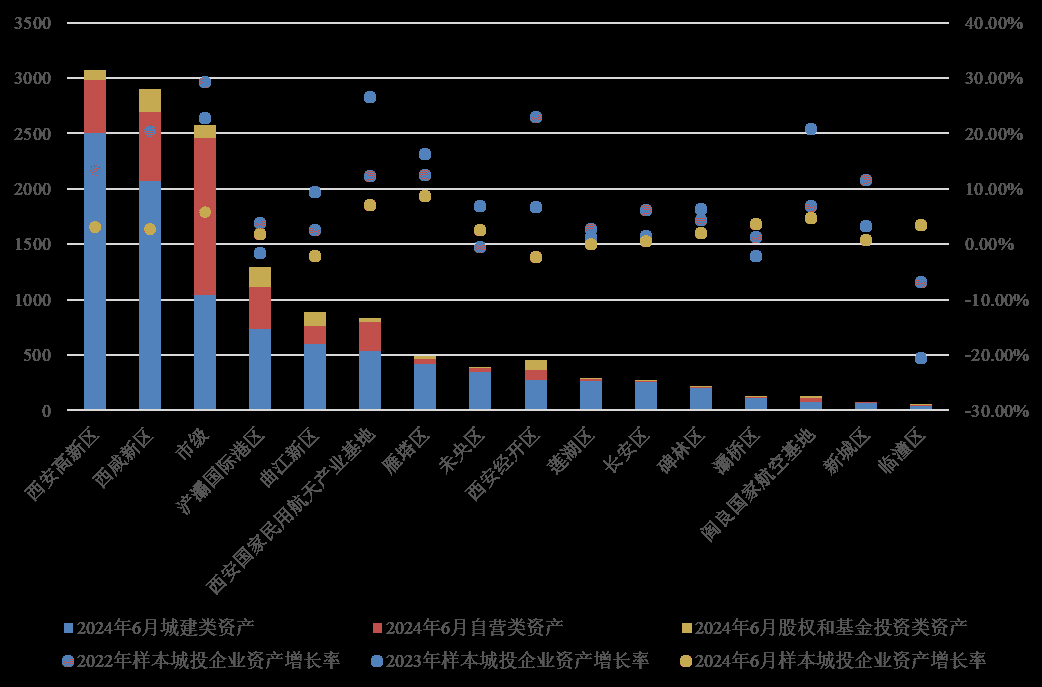 3500
3000
2500
2000
1500
1000
500
0
40.00%
30.00%
20.00%
10.00%
0.00%
-10.00%
-20.00%
-30.00%
西安高新区
西咸新区
市级
浐灞国际港区
曲江新区
西安国家民用航天产业基地
雁塔区
未央区
西安经开区
莲湖区
长安区
碑林区
灞桥区
阎良国家航空基地
新城区
临潼区
2024年6月城建类资产
2024年6月自营类资产
2024年6月股权和基金投资类资产
2022年样本城投企业资产增长率
2023年样本城投企业资产增长率
2024年6月样本城投企业资产增长率